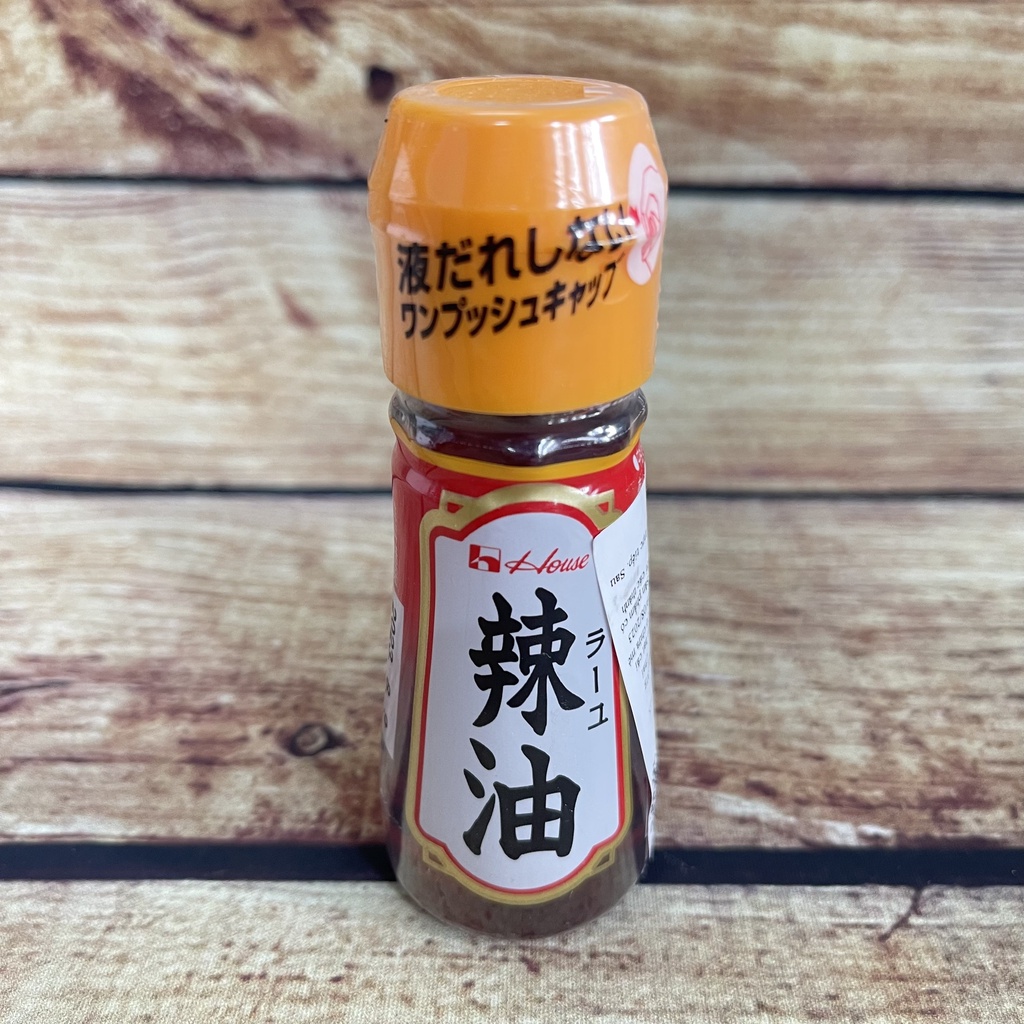 液だれしない
ワンプッシュキャップ
House
辣油
ラーユ